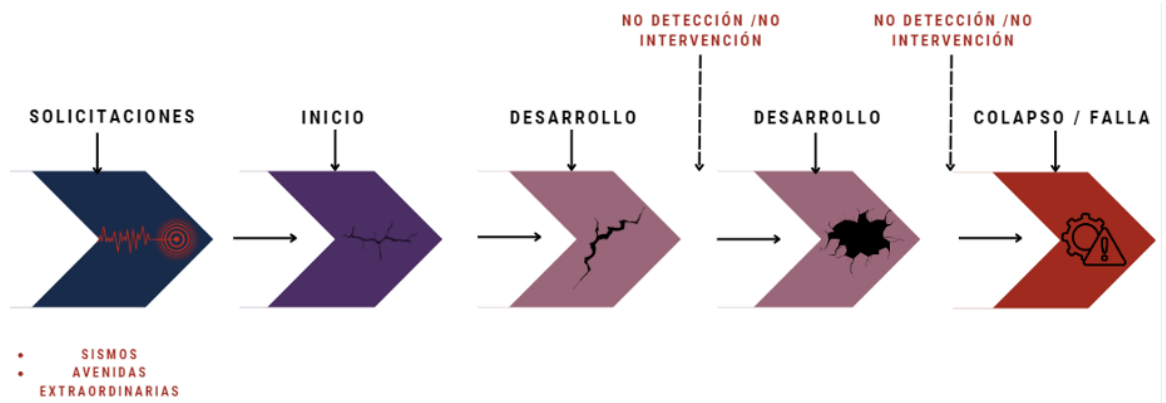 NO DETECCIÓN /NO
INTERVENCIÓN
NO DETECCIÓN /NO
INTERVENCIÓN
SOLICITACIONES
INICIO
DESARROLLO
DESARROLLO
COLAPSO / FALLA
• SISMOS
• AVENIDAS
EXTRAORDINARIAS